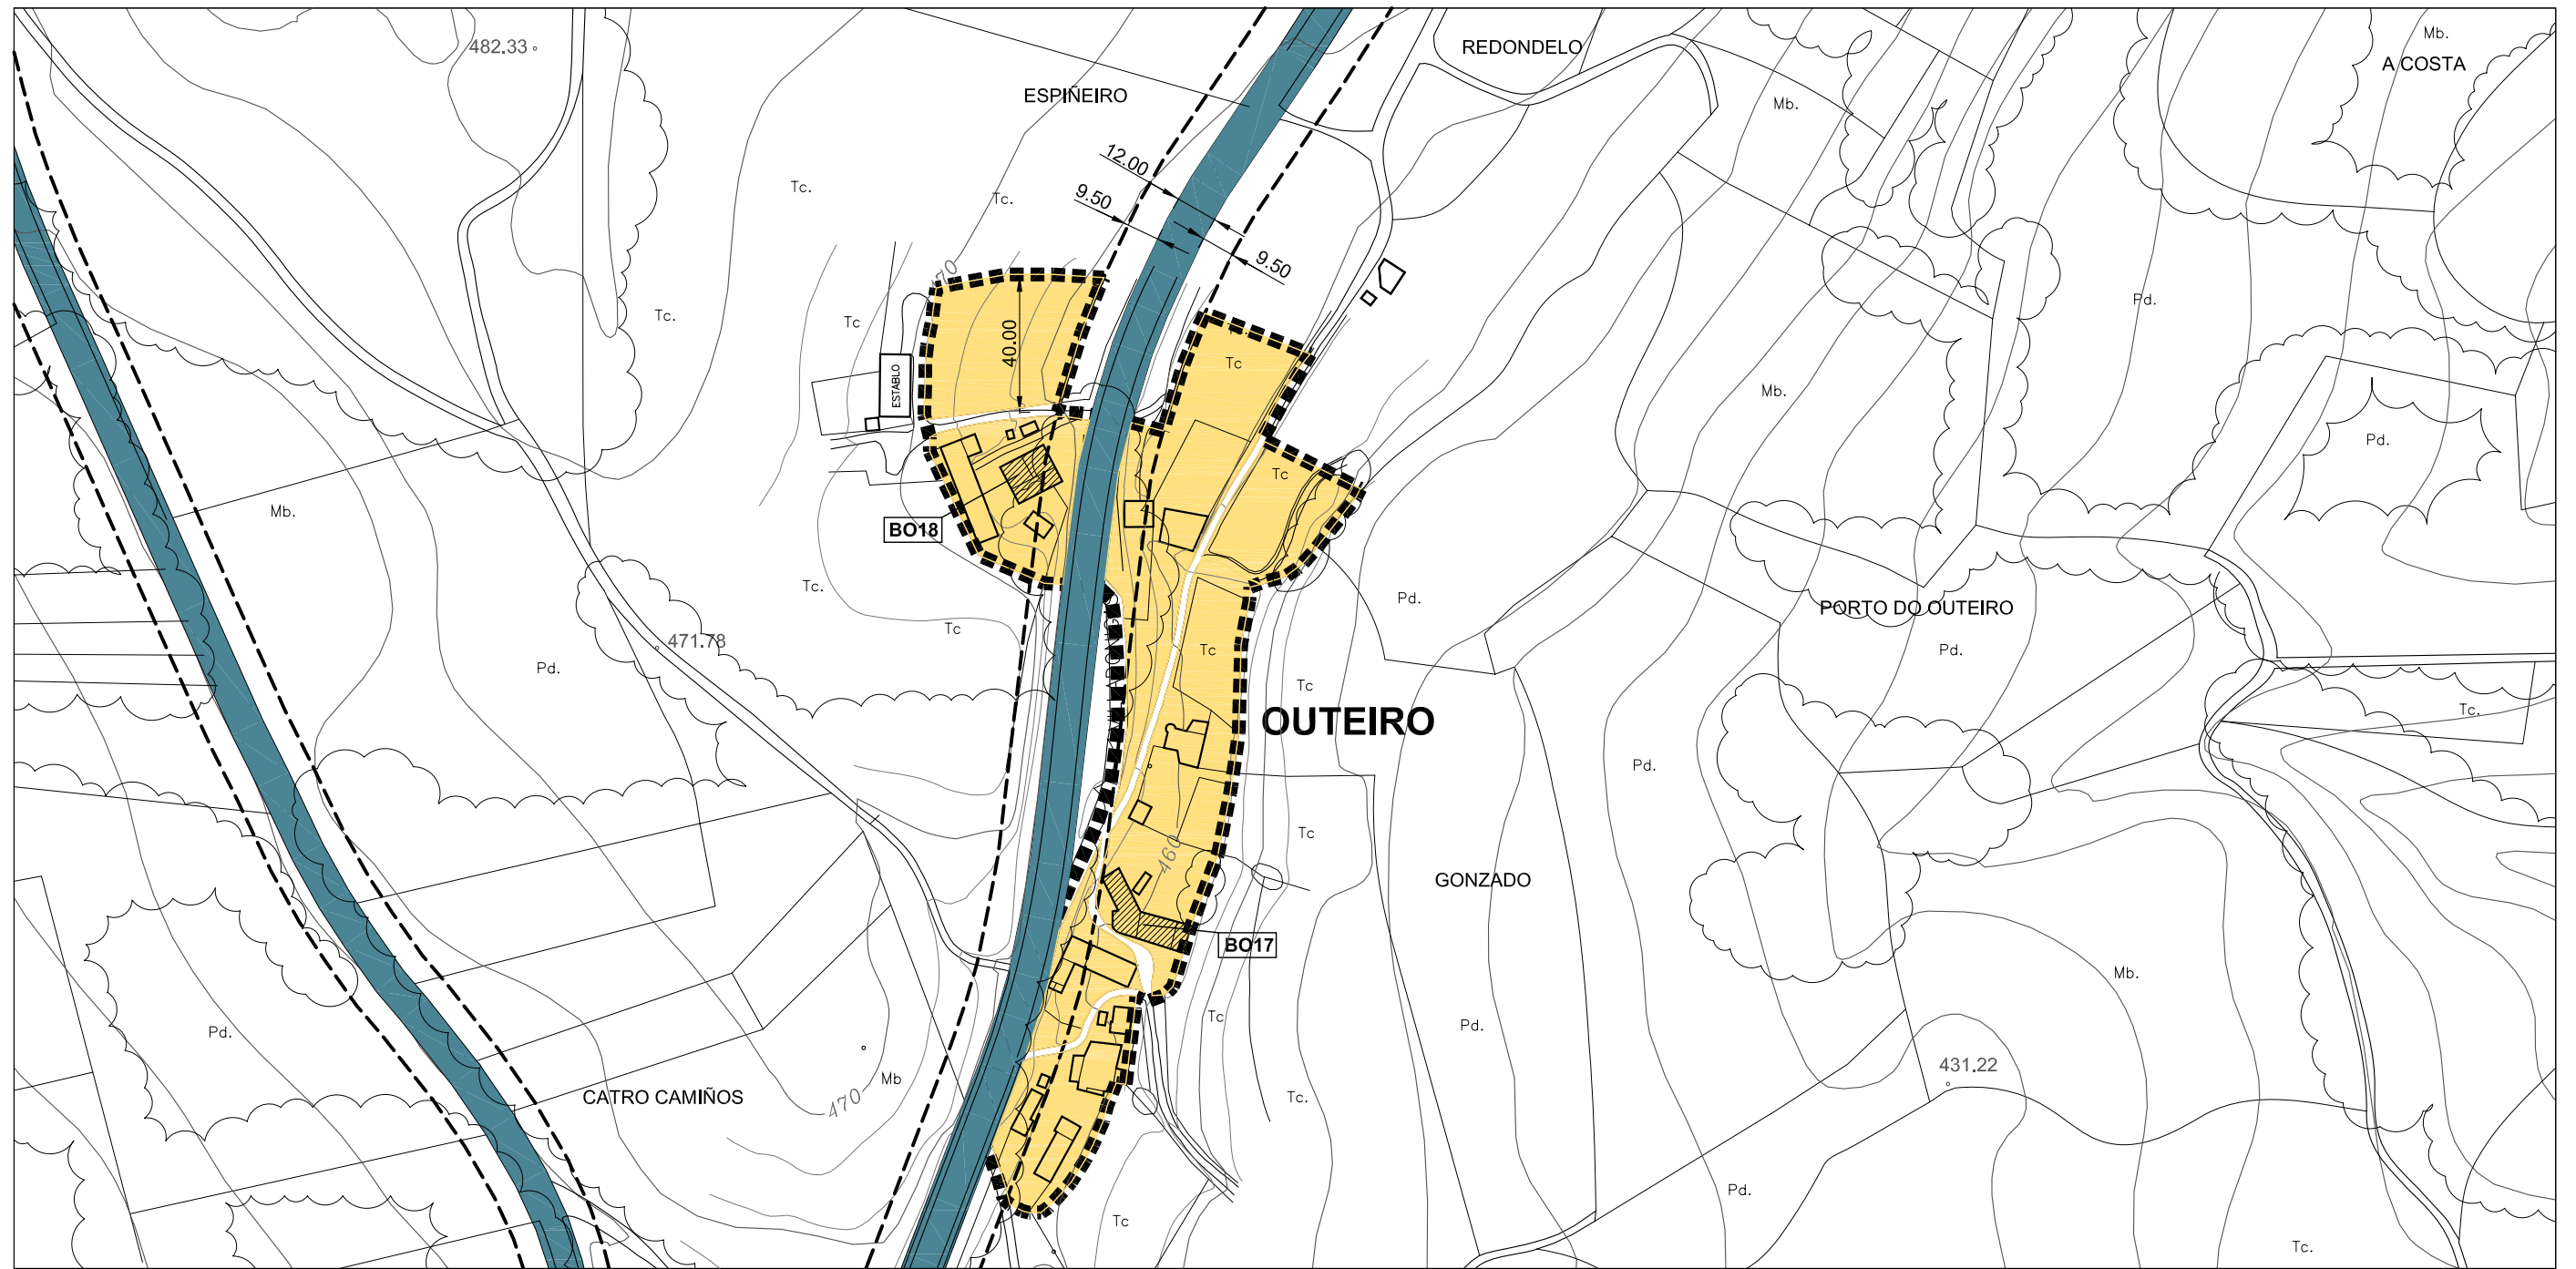 Mb.
482.33
REDONDELO
A COSTA
ESPIÑEIRO
Mb.
12.00
Tc.
9.50
Tc.
9.50
70
Pd.
Tc.
Tc
40.00
Tc
ESTABLO
Mb.
Pd.
Tc
Mb.
BO18
Tc.
Pd.
PORTO DO OUTEIRO
Tc
471.78
Tc
Pd.
Pd.
Tc
OUTEIRO
Tc.
Pd.
Tc
460
GONZADO
BO17
Mb.
Tc
Pd.
Pd.
431.22
Mb
CATRO CAMIÑOS
470
Tc.
Pd.
Tc
Tc.